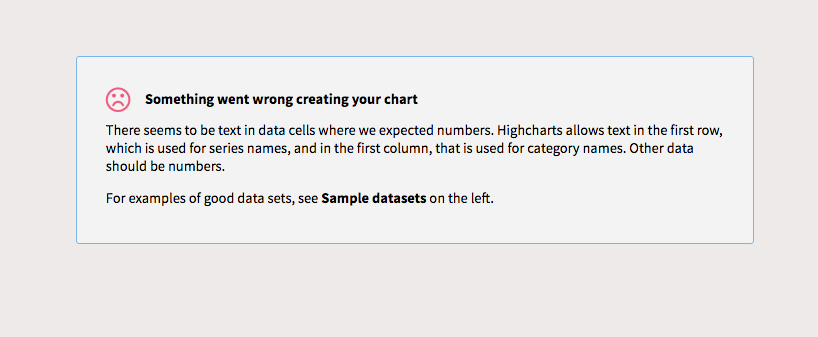 Something went wrong creating your chart
There seems to be text in data cells where we expected numbers. Highcharts allows text in the first row,
which is used for series names, and in the first column, that is used for category names. Other data
should be numbers.
For examples of good data sets, see Sample datasets on the left.